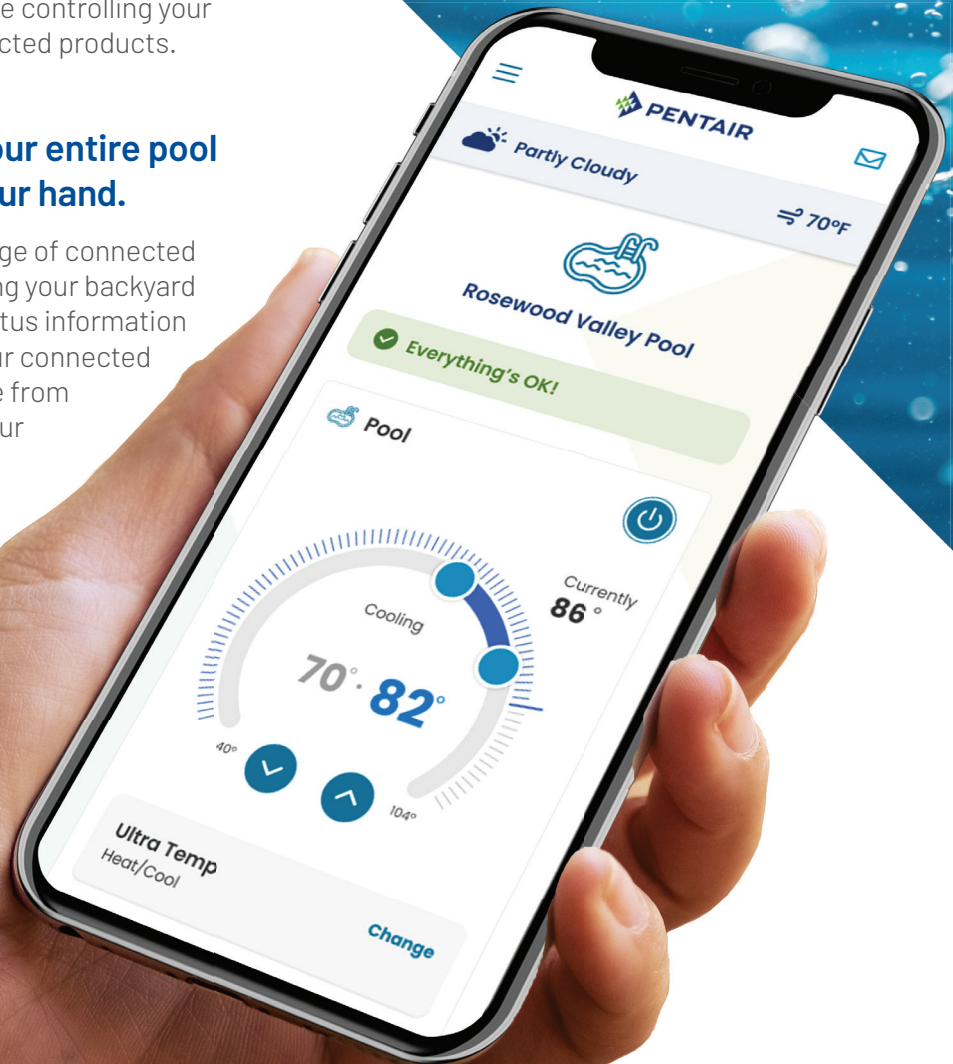 e controlling your
cted products.
our entire pool
ur hand.
ge of connected
ng your backyard
tus information
ur connected
e from
ur
PENTAIR
Partly Cloudy
70°F
Rosewood Valley Pool
Everything's OK!
Pool
Currently
86°
Cooling
70°· 82°
40°
104°
Ultra Temp
Heat/Cool
Change